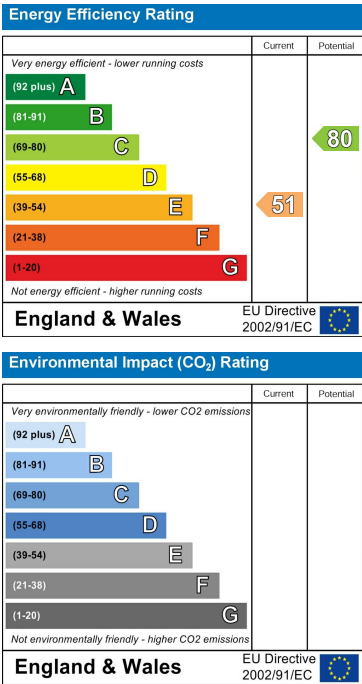 Energy Efficiency Rating
Current Potential
Very energy efficient - lower running costs
(92 plus) A
(81-91) B
(69-80) C
80
(55-68) D
(39-54) E
51
(21-38) F
(1-20) G
Not energy efficient - higher running costs
England & Wales
EU Directive
2002/91/EC
Environmental Impact (CO₂) Rating
Current Potential
Very environmentally friendly - lower CO2 emissions
(92 plus) A
(81-91) B
(69-80) C
(55-68) D
(39-54) E
(21-38) F
(1-20) G
Not environmentally friendly - higher CO2 emissions
England & Wales
EU Directive
2002/91/EC